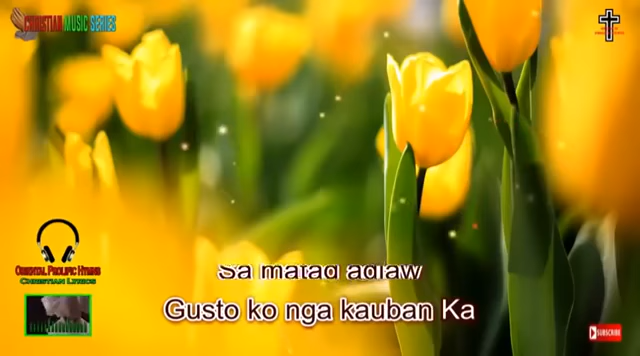 CHRISTIAN MUSIC SERIES
ORIENTAL PROLIFIC HYMNS
CHRISTIAN LYRICS
Sa matag adlaw
Gusto ko nga kauban Ka
SUBSCRIBE